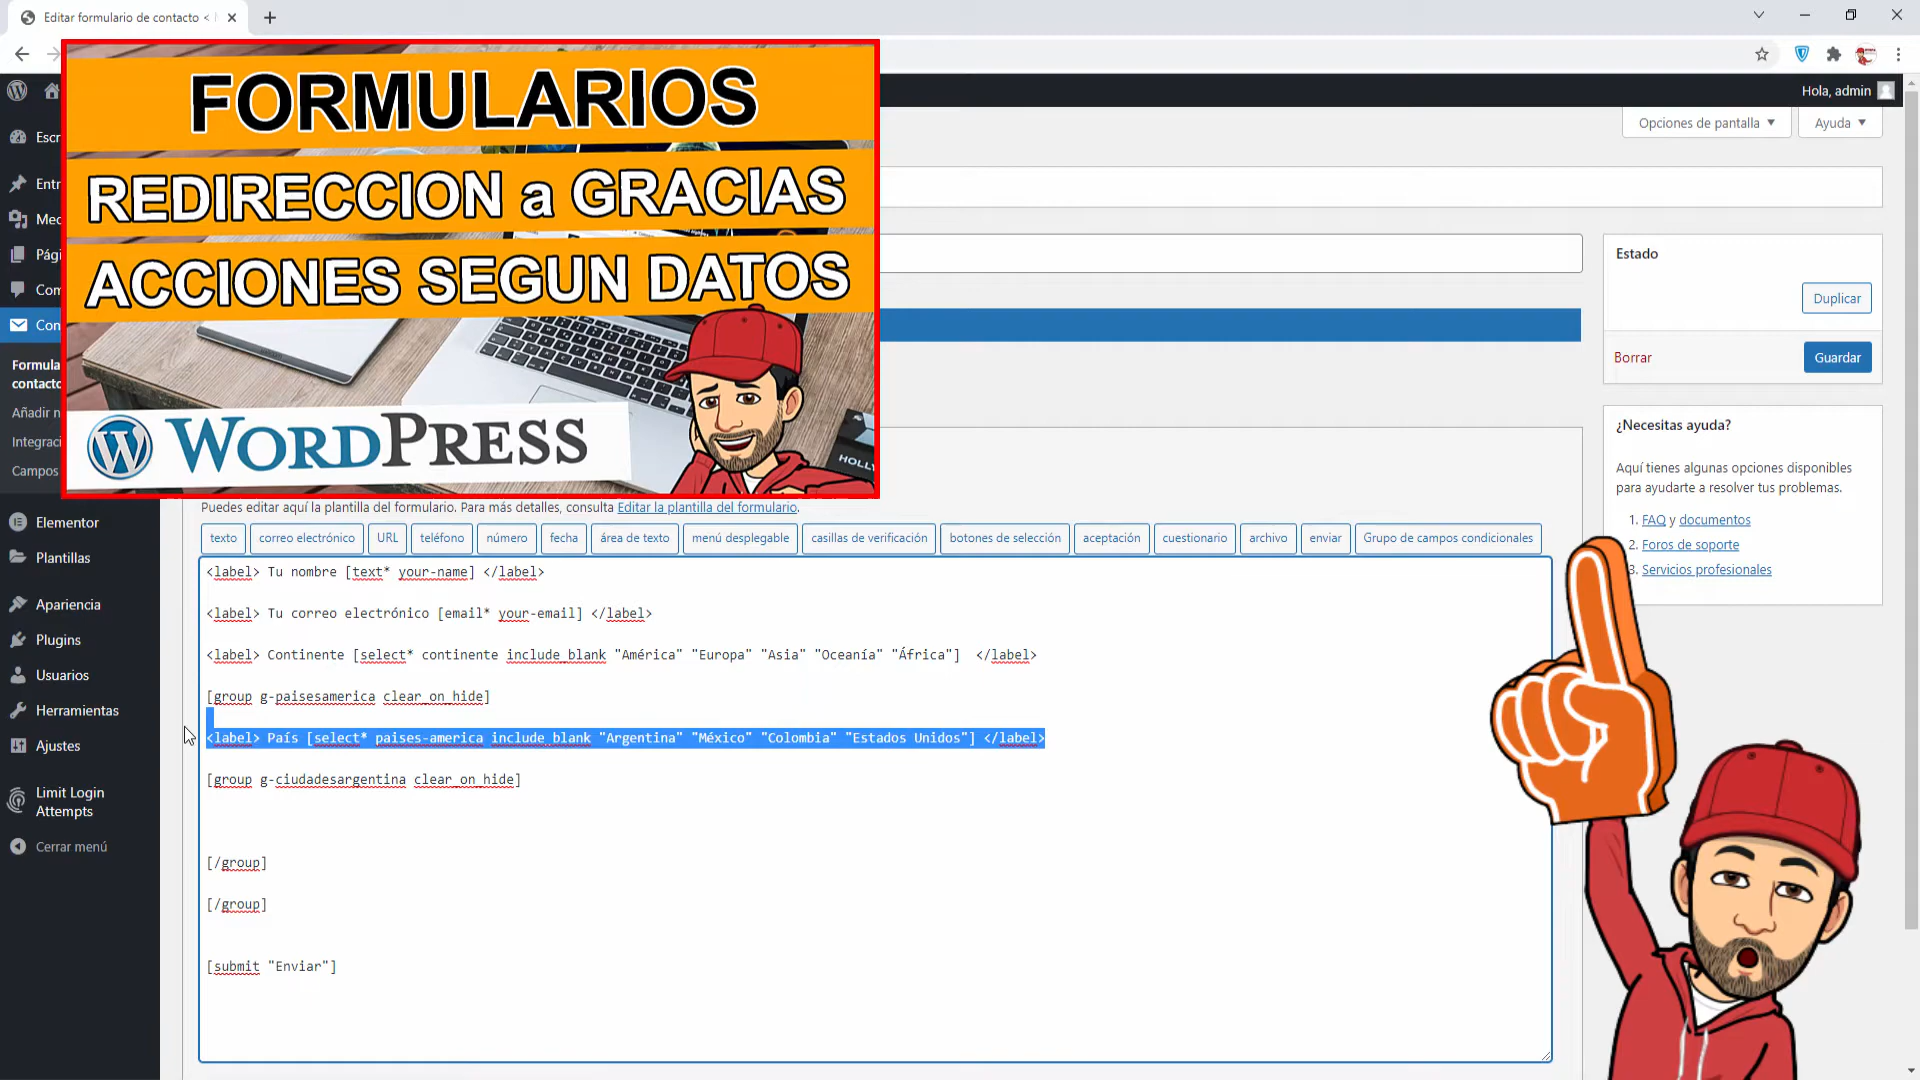 Editar formulario de contacto <
Hola, admin
Opciones de pantalla
Ayuda
FORMULARIOS
REDIRECCION a GRACIAS
ACCIONES SEGUN DATOS
WORDPRESS
HOLLY
Escr
Entr
Med
Pági
Com
Con
Formula
contacto
Añadir n
Integraci
Campos
Elementor
Plantillas
Apariencia
Plugins
Usuarios
Herramientas
Ajustes
Limit Login
Attempts
Cerrar menú
Puedes editar aquí la plantilla del formulario. Para más detalles, consulta Editar la plantilla del formulario.
texto correo electrónico URL teléfono número fecha área de texto menú desplegable casillas de verificación botones de selección aceptación cuestionario archivo enviar Grupo de campos condicionales
<label> Tu nombre [text* your-name] </label>
<label> Tu correo electrónico [email* your-email] </label>
<label> Continente [select* continente include_blank "América" "Europa" "Asia" "Oceanía" "África"]  </label>
[group g-paisesamerica clear_on_hide]
<label> País [select* paises-america include_blank "Argentina" "México" "Colombia" "Estados Unidos"] </label>
[group g-ciudadesargentina clear_on_hide]
[/group]
[/group]
[submit "Enviar"]
Estado
Duplicar
Borrar
Guardar
¿Necesitas ayuda?
Aquí tienes algunas opciones disponibles
para ayudarte a resolver tus problemas.
1. FAQ y documentos
2. Foros de soporte
3. Servicios profesionales